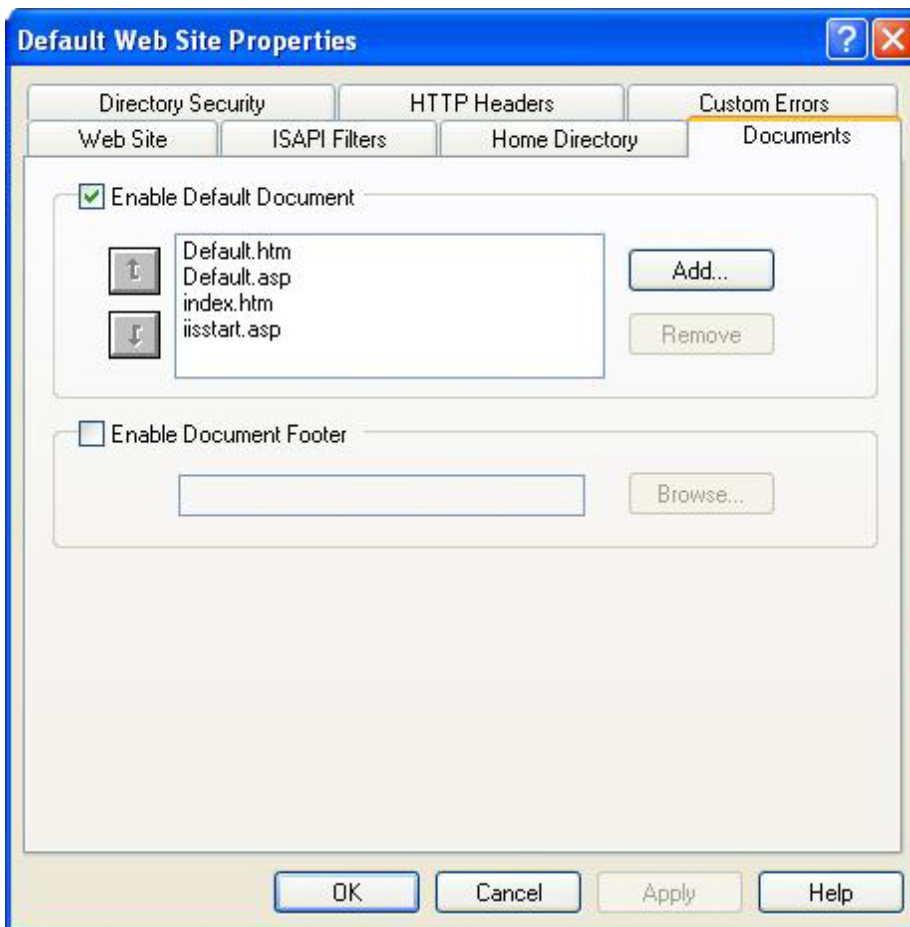 Default Web Site Properties
Directory Security HTTP Headers Custom Errors
Web Site ISAPI Filters Home Directory Documents
Enable Default Document
Default.htm
Default.asp
index.htm
iisstart.asp
Add...
Remove
Enable Document Footer
Browse...
OK Cancel Apply Help